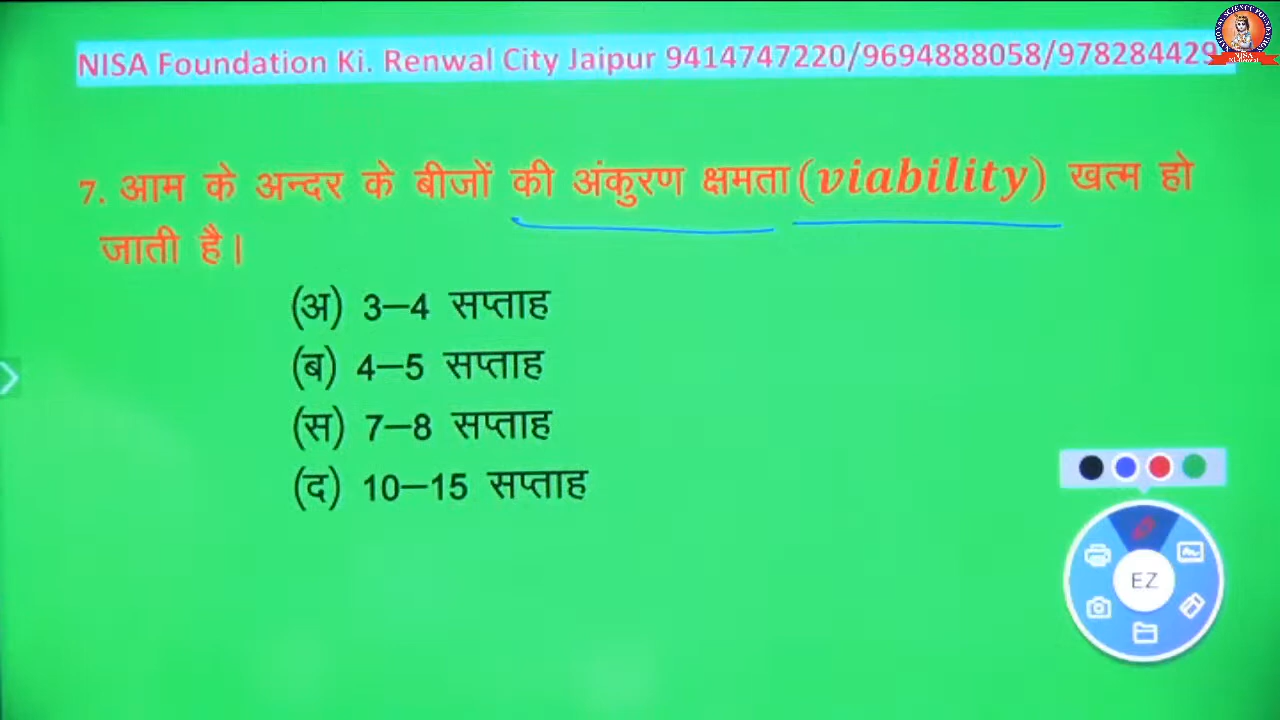 NISA Foundation Ki. Renwal City Jaipur 9414747220/9694888058/978284429
7. आम के अन्दर के बीजों की अंकुरण क्षमता (viability) खत्म हो
जाती है।
(अ) 3–4 सप्ताह
(ब) 4–5 सप्ताह
(स) 7–8 सप्ताह
(द) 10–15 सप्ताह
EZ